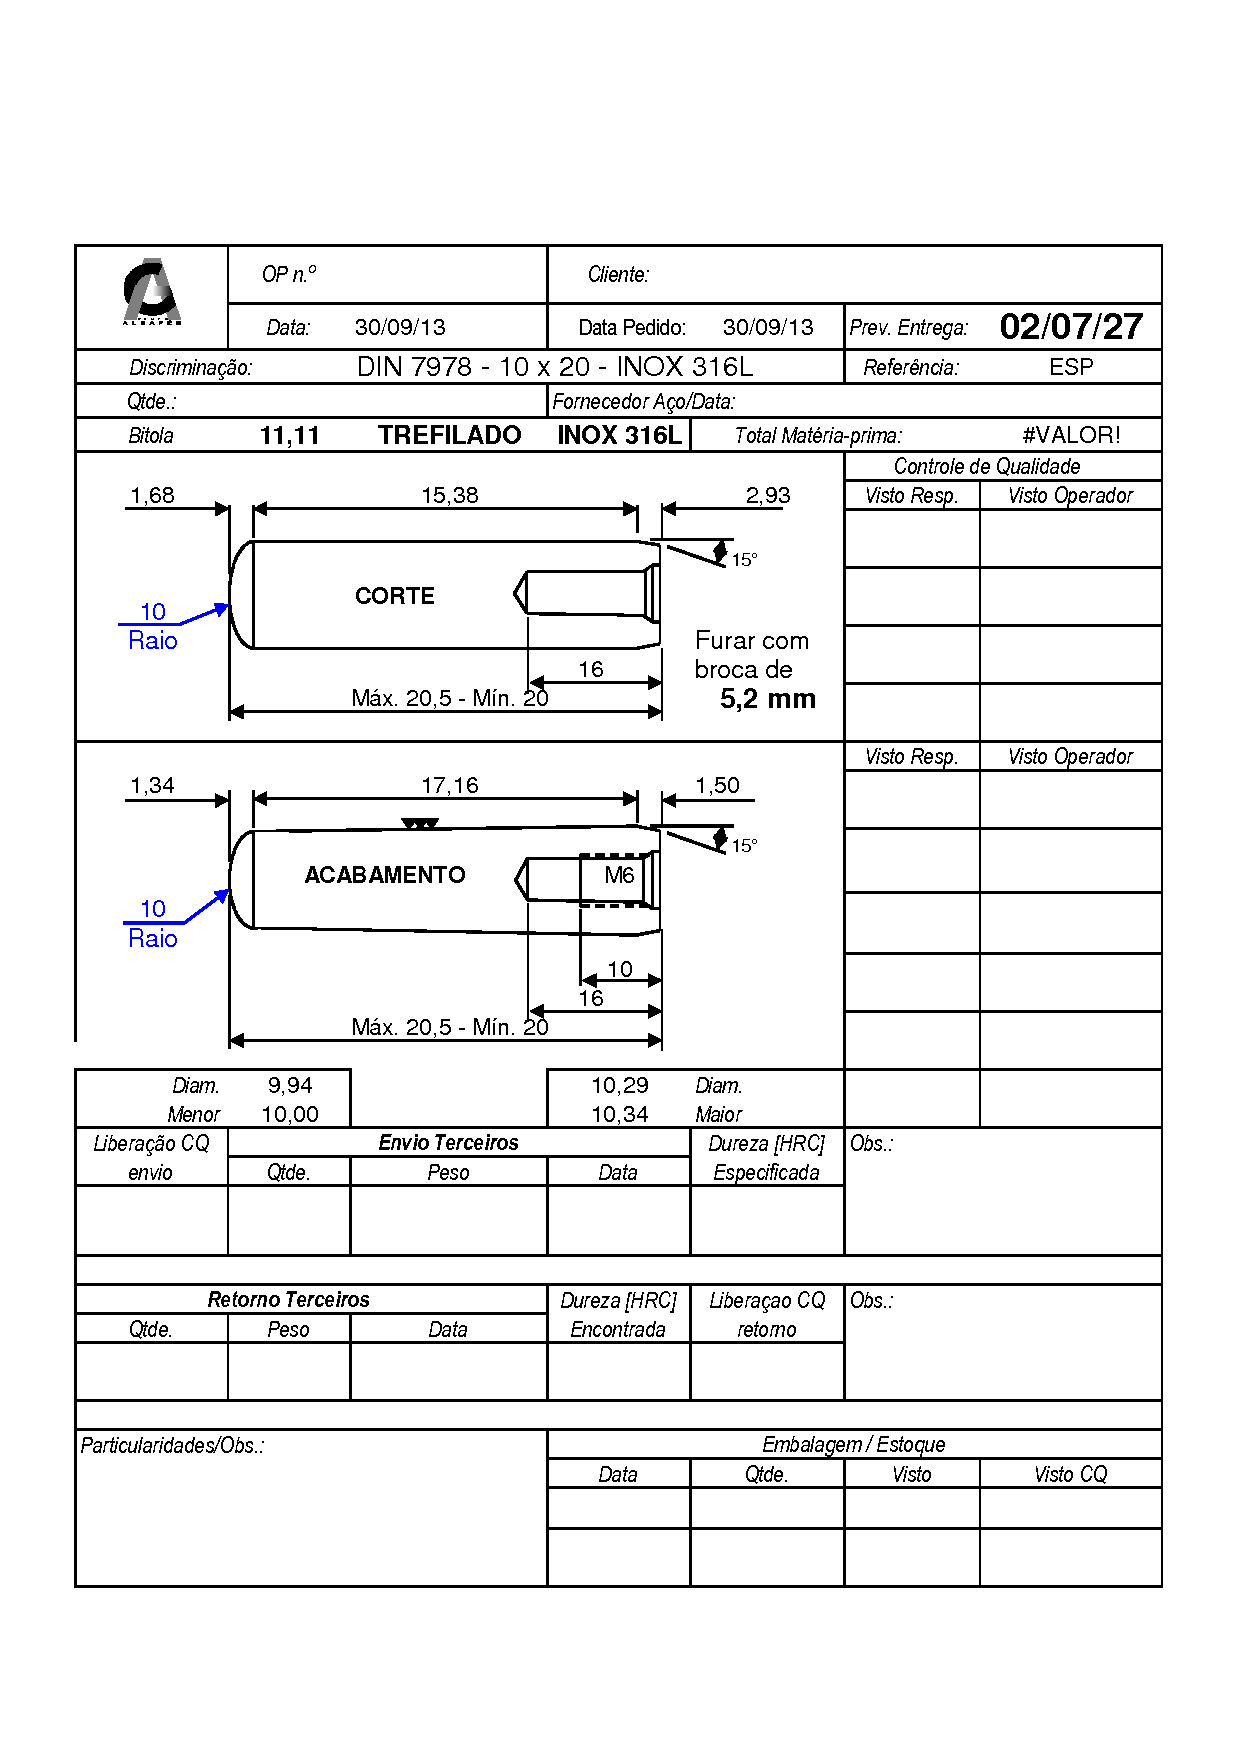 ALBAPEB
OP n.º Cliente:
Data: 30/09/13 Data Pedido: 30/09/13 Prev. Entrega: 02/07/27
Discriminação: DIN 7978 - 10 x 20 - INOX 316L Referência: ESP
Qtde.: Fornecedor Aço/Data:
Bitola 11,11 TREFILADO INOX 316L Total Matéria-prima: #VALOR!
Controle de Qualidade
1,68 15,38 2,93 Visto Resp. Visto Operador
15°
CORTE
10
Raio Furar com
16 broca de
Máx. 20,5 - Mín. 20 5,2 mm
Visto Resp. Visto Operador
1,34 17,16 1,50
15°
ACABAMENTO M6
10
Raio
10
16
Máx. 20,5 - Mín. 20
Diam. 9,94 10,29 Diam.
Menor 10,00 10,34 Maior
Liberação CQ Envio Terceiros Dureza [HRC] Obs.:
envio Qtde. Peso Data Especificada
Retorno Terceiros Dureza [HRC] Liberaçao CQ Obs.:
Qtde. Peso Data Encontrada retorno
Particularidades/Obs.: Embalagem / Estoque
Data Qtde. Visto Visto CQ